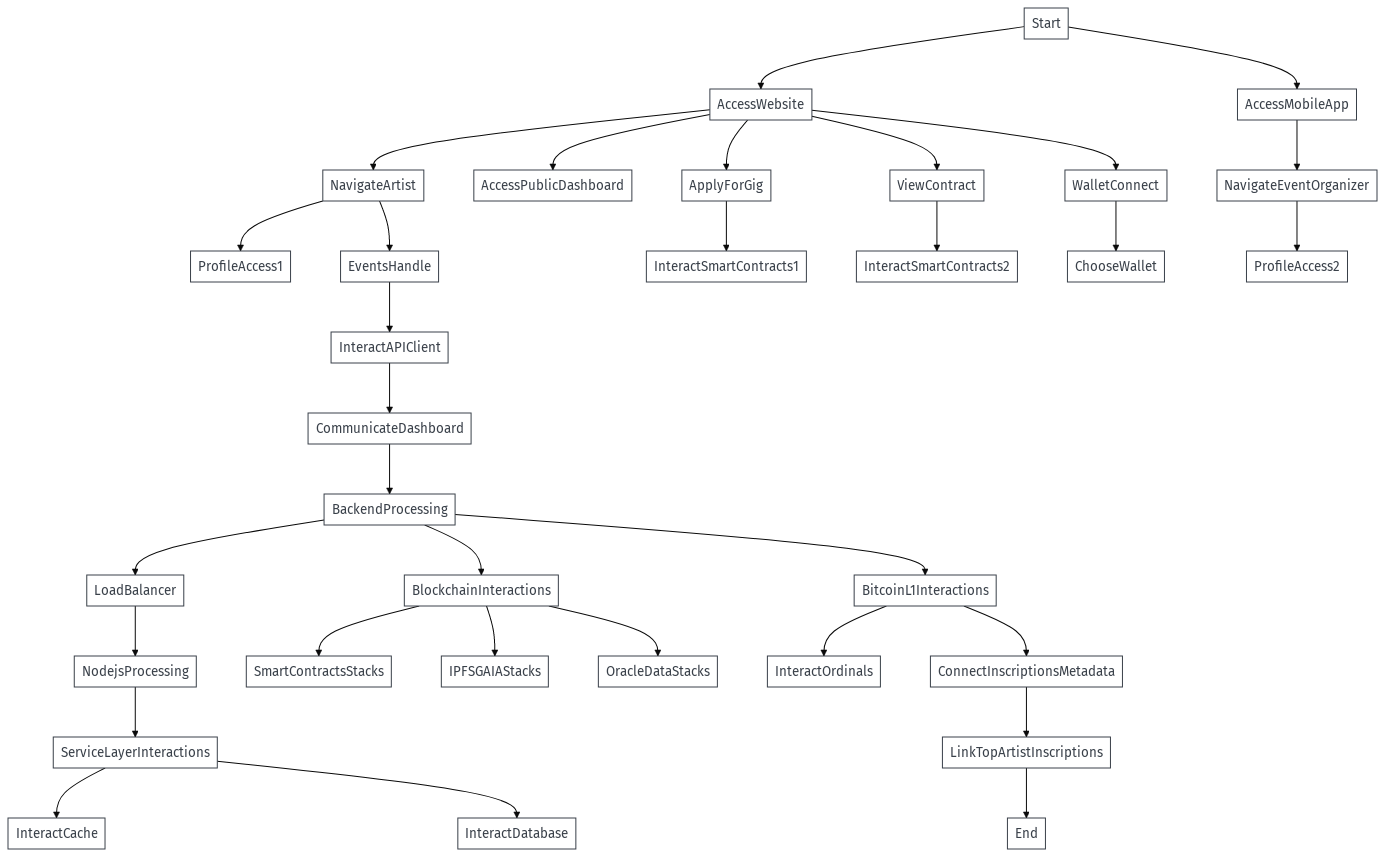 Start
AccessWebsite
AccessMobileApp
NavigateArtist
AccessPublicDashboard
ApplyForGig
ViewContract
WalletConnect
NavigateEventOrganizer
ProfileAccess1
EventsHandle
InteractSmartContracts1
InteractSmartContracts2
ChooseWallet
ProfileAccess2
InteractAPIClient
CommunicateDashboard
BackendProcessing
LoadBalancer
BlockchainInteractions
BitcoinL1Interactions
NodejsProcessing
SmartContractsStacks
IPFSGAIAStacks
OracleDataStacks
InteractOrdinals
ConnectInscriptionsMetadata
ServiceLayerInteractions
LinkTopArtistInscriptions
InteractCache
InteractDatabase
End